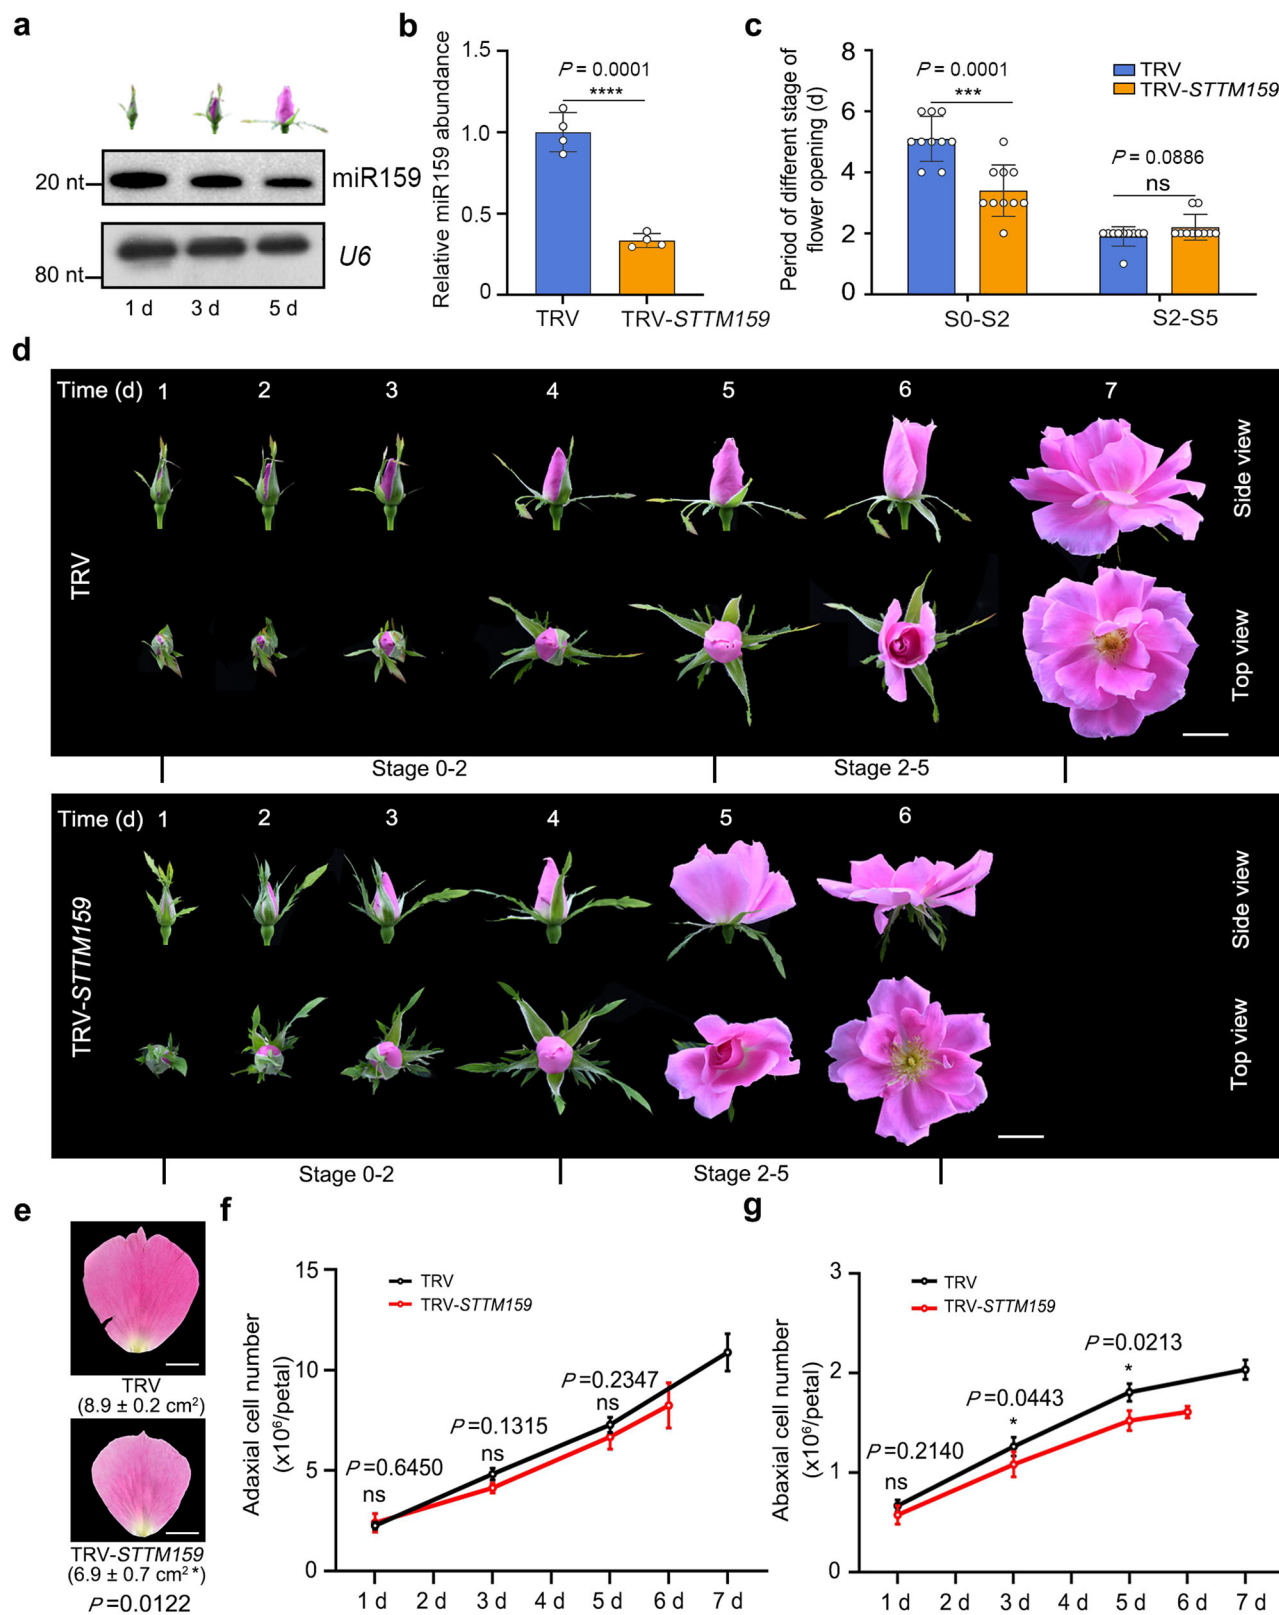 a
20 nt
miR159
80 nt
U6
1 d 3 d 5 d
b
Relative miR159 abundance
1.5
1.0
0.5
0
P = 0.0001
****
TRV TRV-STTM159
c
Period of different stage of
flower opening (d)
8
6
4
2
0
P = 0.0001
***
TRV
TRV-STTM159
P = 0.0886
ns
S0-S2 S2-S5
d
Time (d) 1 2 3 4 5 6 7
TRV
Side view
Top view
Stage 0-2 Stage 2-5
Time (d) 1 2 3 4 5 6
TRV-STTM159
Side view
Top view
Stage 0-2 Stage 2-5
e
TRV
(8.9 ± 0.2 cm²)
TRV-STTM159
(6.9 ± 0.7 cm² *)
P=0.0122
f
Adaxial cell number
(x10⁶/petal)
15
10
5
0
TRV
TRV-STTM159
P=0.6450
ns
P=0.1315
ns
P=0.2347
ns
1 d 2 d 3 d 4 d 5 d 6 d 7 d
g
Abaxial cell number
(x10⁶/petal)
3
2
1
0
TRV
TRV-STTM159
P=0.2140
ns
P=0.0443
*
P=0.0213
*
1 d 2 d 3 d 4 d 5 d 6 d 7 d